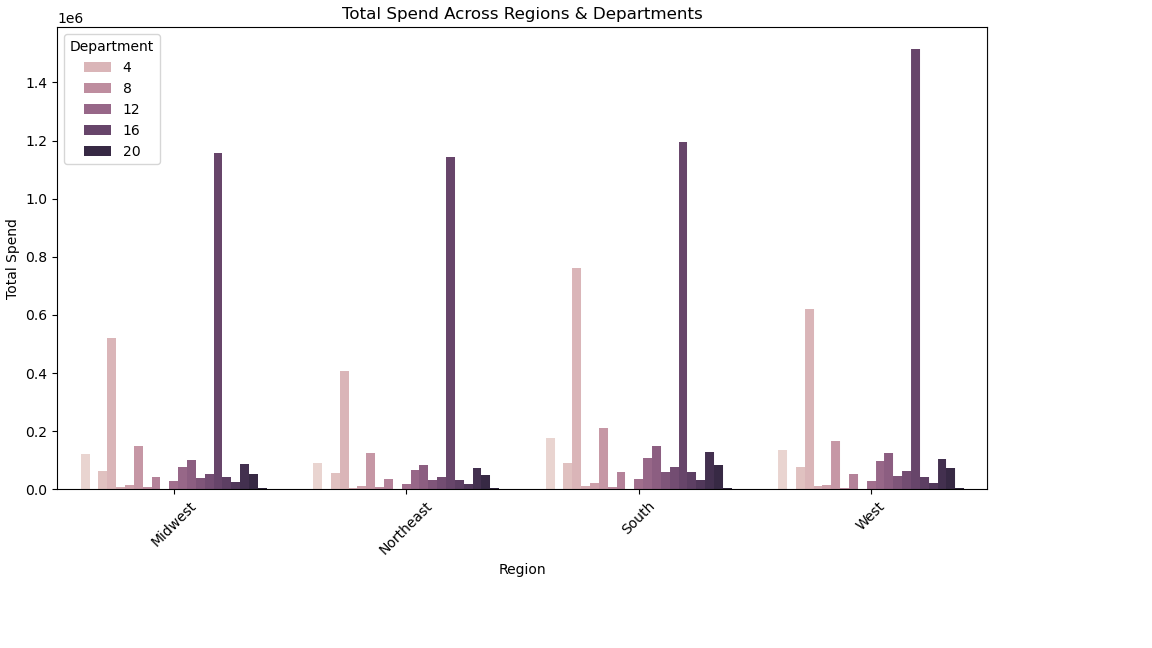 Total Spend Across Regions & Departments
1e6
Department
4
8
12
16
20
1.4
1.2
1.0
0.8
0.6
0.4
0.2
0.0
Total Spend
Midwest
Northeast
South
West
Region